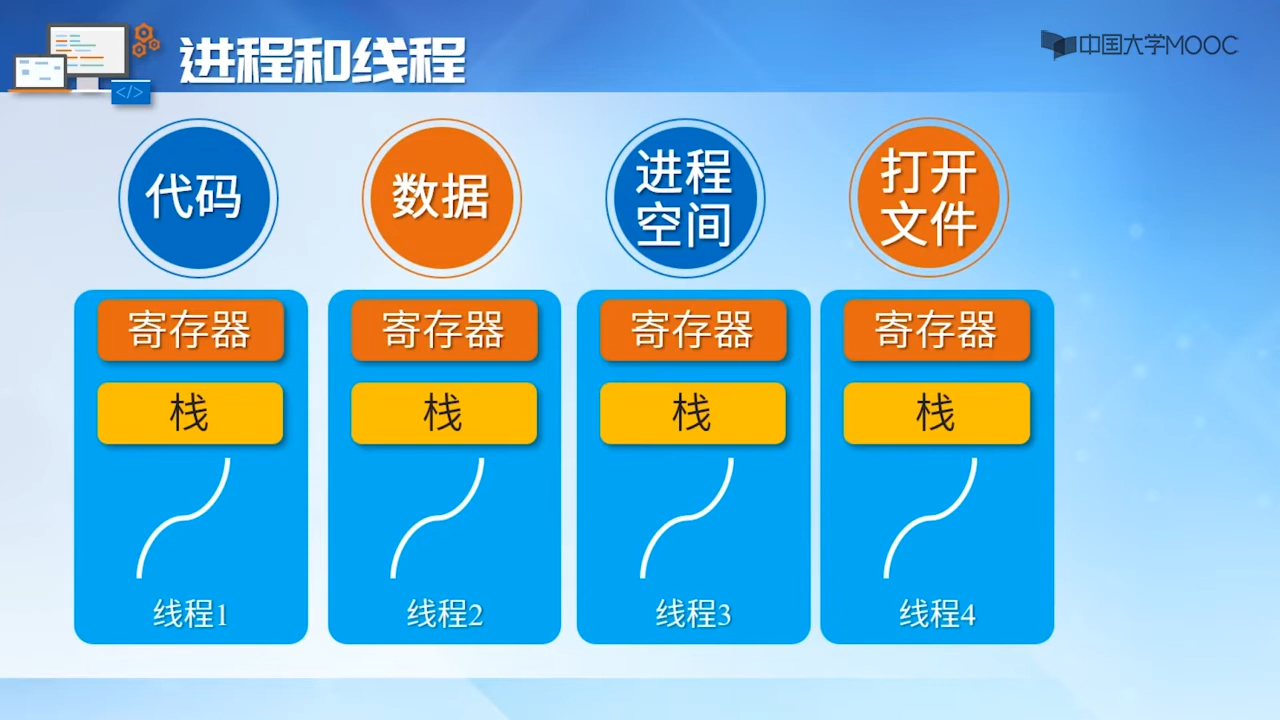 进程和线程
中国大学MOOC
</>
代码
数据
进程
空间
打开
文件
寄存器
寄存器
寄存器
寄存器
栈
栈
栈
栈
线程1
线程2
线程3
线程4